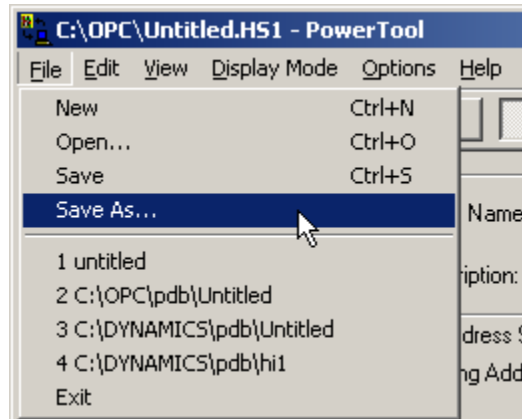 C:\OPC\Untitled.HS1 - PowerTool
File Edit View Display Mode Options Help
New Ctrl+N
Open... Ctrl+O
Save Ctrl+S
Save As...
Name
1 untitled
2 C:\OPC\pdb\Untitled
ription:
3 C:\DYNAMICS\pdb\Untitled
dress S
4 C:\DYNAMICS\pdb\hi1
ng Add
Exit